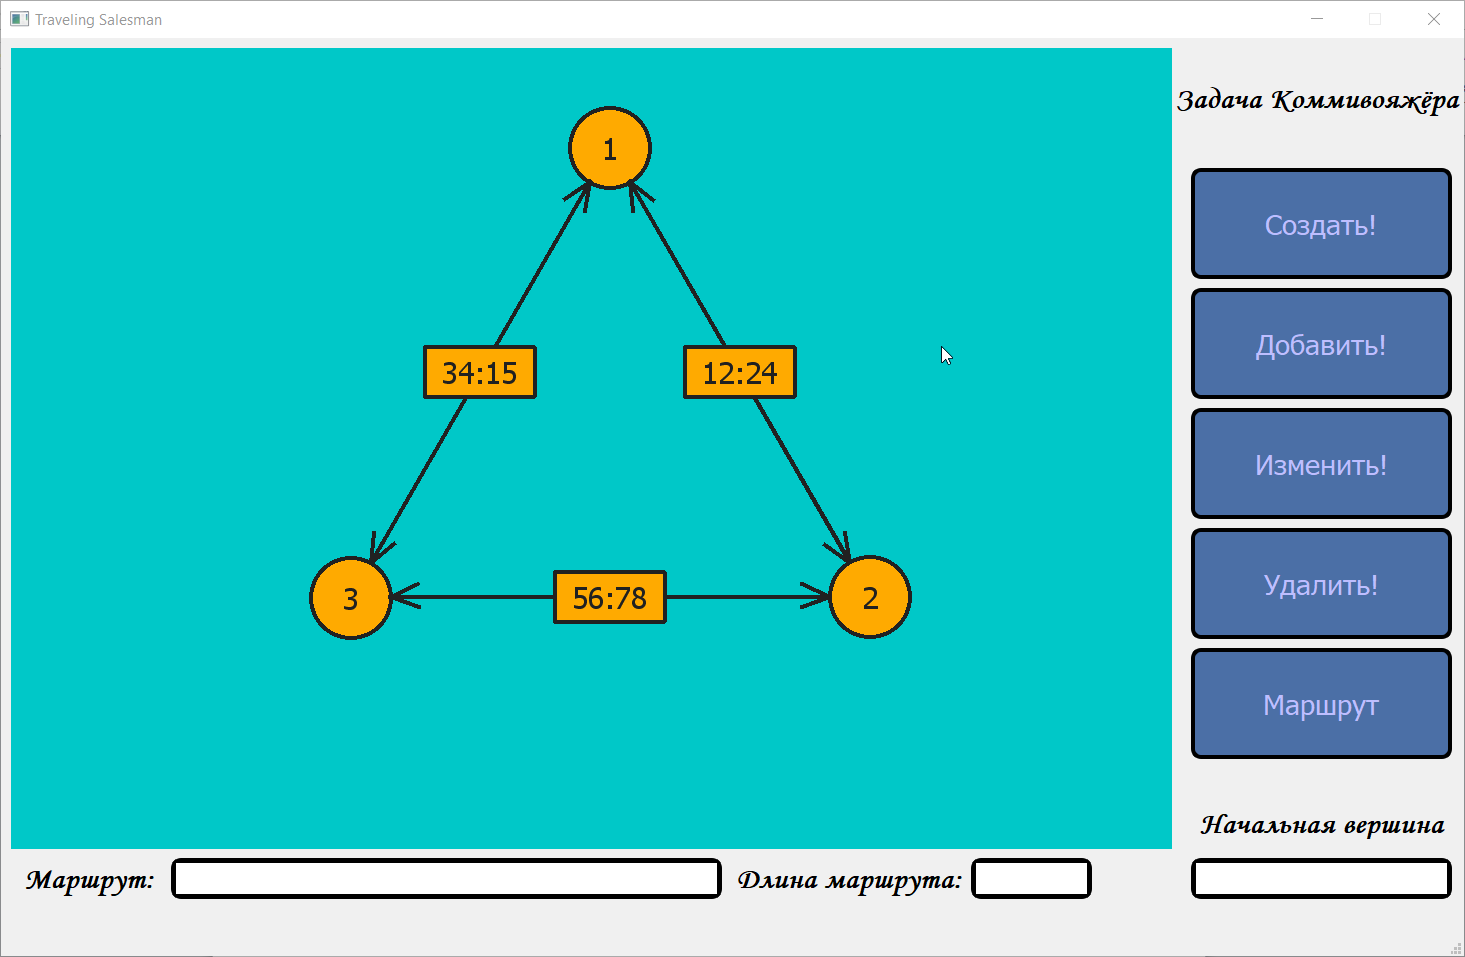 Traveling Salesman
Задача Коммивояжёра
1
Создать!
Добавить!
34:15
12:24
Изменить!
3
56:78
2
Удалить!
Маршрут
Начальная вершина
Маршрут:
Длина маршрута: